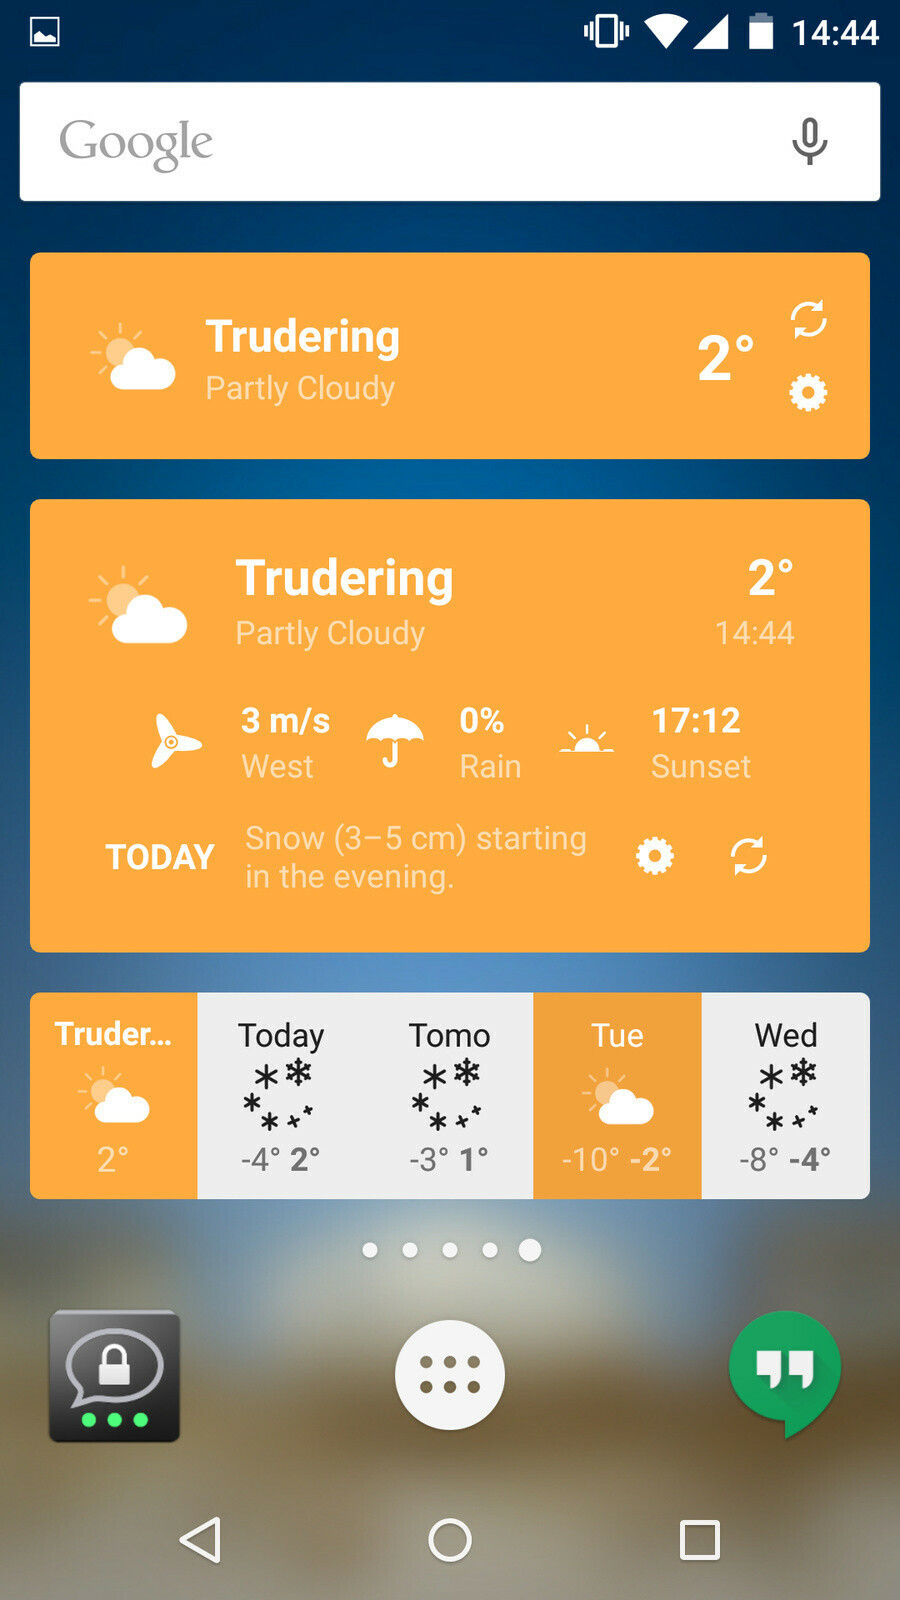 14:44
Google
Trudering
Partly Cloudy
2°
Trudering
Partly Cloudy
2°
14:44
3 m/s
West
0%
Rain
17:12
Sunset
TODAY
Snow (3–5 cm) starting
in the evening.
Truder...
2°
Today
-4° 2°
Tomo
-3° 1°
Tue
-10° -2°
Wed
-8° -4°